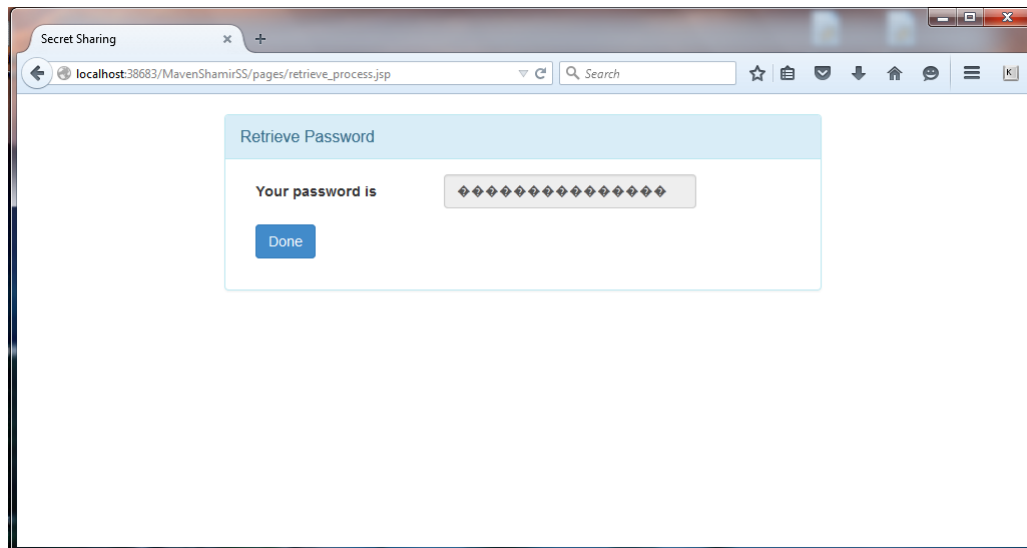 Secret Sharing
localhost:38683/MavenShamirSS/pages/retrieve_process.jsp
Search
K
Retrieve Password
Your password is ���������������
Done